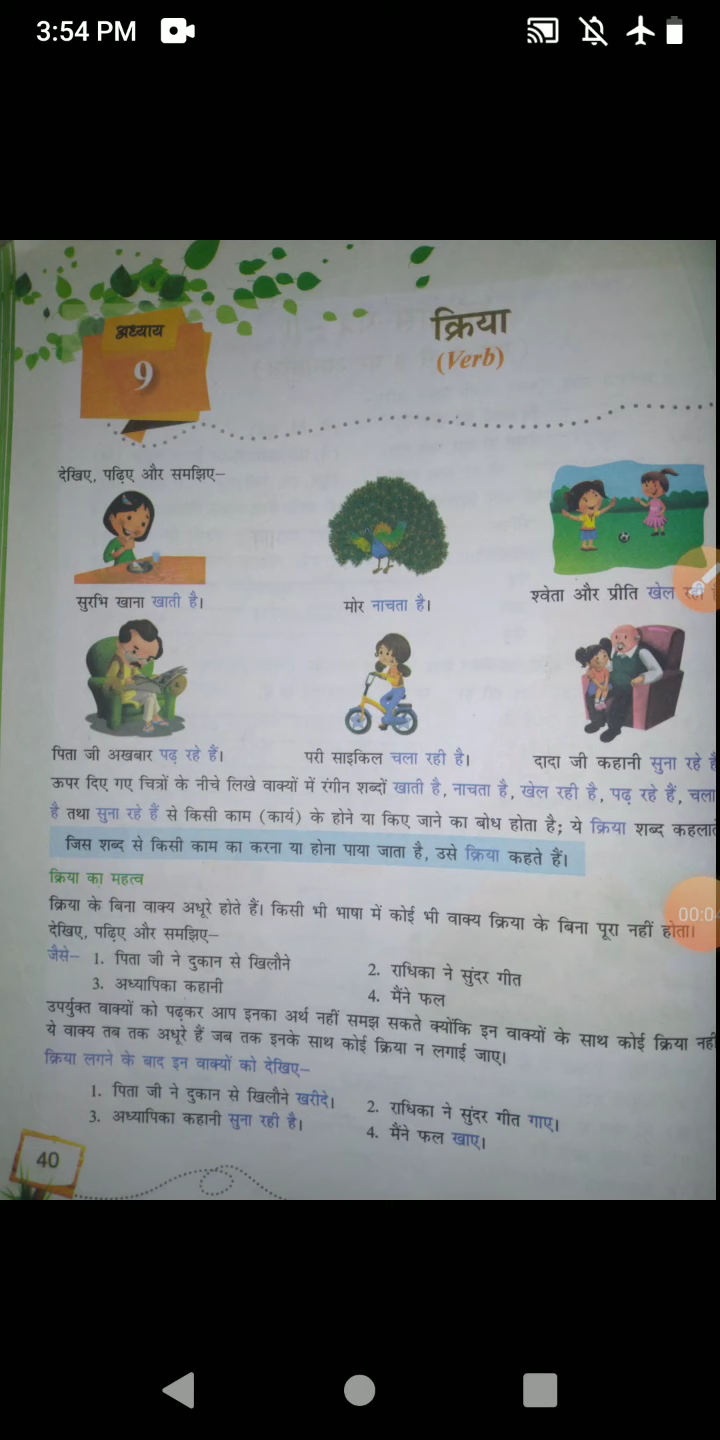 3:54 PM
अध्याय
9
क्रिया
(Verb)
देखिए, पढ़िए और समझिए–
सुरभि खाना खाती है।
मोर नाचता है।
श्वेता और प्रीति खेल रही
पिता जी अखबार पढ़ रहे हैं।
परी साइकिल चला रही है।
दादा जी कहानी सुना रहे
ऊपर दिए गए चित्रों के नीचे लिखे वाक्यों में रंगीन शब्दों खाती है, नाचता है, खेल रही है, पढ़ रहे हैं, चला
है तथा सुना रहे हैं से किसी काम (कार्य) के होने या किए जाने का बोध होता है; ये क्रिया शब्द
जिस शब्द से किसी काम का करना या होना पाया जाता है, उसे क्रिया कहते हैं।
क्रिया का महत्व
क्रिया के बिना वाक्य अधूरे होते हैं। किसी भी भाषा में कोई भी वाक्य क्रिया के बिना पूरा नहीं होता।
00:04
देखिए, पढ़िए और समझिए–
जैसे– 1. पिता जी ने दुकान से खिलौने
2. राधिका ने सुंदर गीत
3. अध्यापिका कहानी
4. मैंने फल
उपर्युक्त वाक्यों को पढ़कर आप इनका अर्थ नहीं समझ सकते क्योंकि इन वाक्यों के साथ कोई क्रिया
ये वाक्य तब तक अधूरे हैं जब तक इनके साथ कोई क्रिया न लगाई जाए।
क्रिया लगने के बाद इन वाक्यों को देखिए–
1. पिता जी ने दुकान से खिलौने खरीदे।
2. राधिका ने सुंदर गीत गाए।
3. अध्यापिका कहानी सुना रही है।
4. मैंने फल खाए।
40